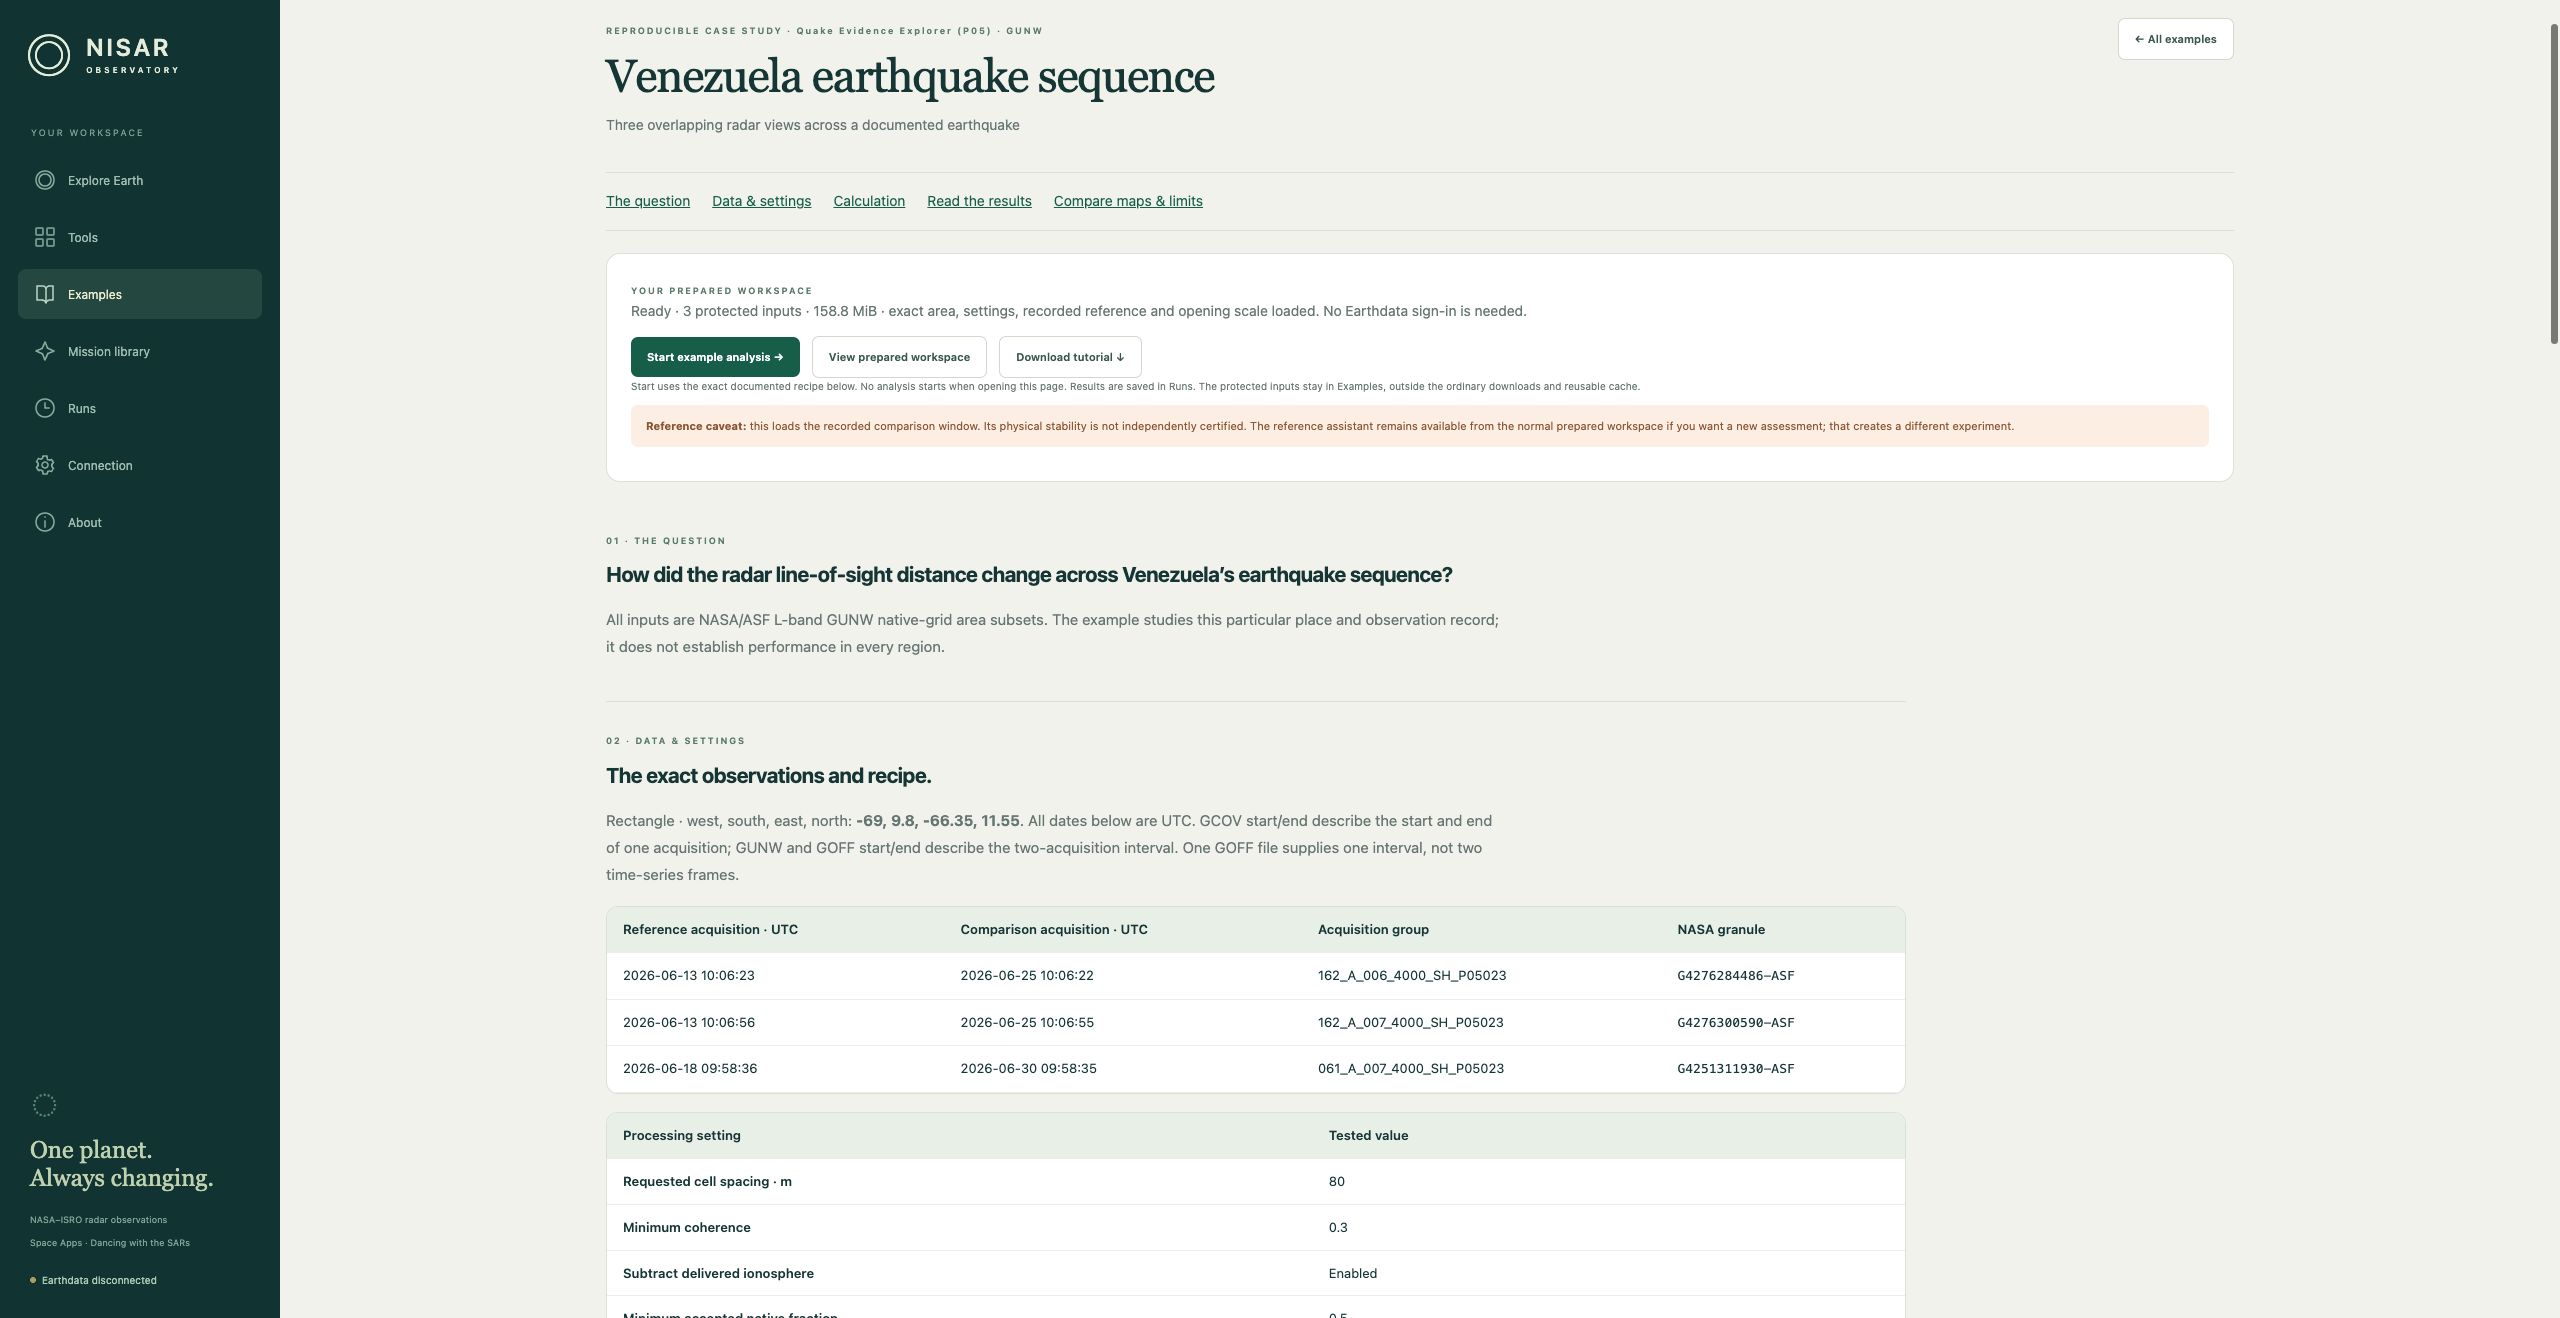 NISAR
OBSERVATORY
YOUR WORKSPACE
Explore Earth
Tools
Examples
Mission library
Runs
Connection
About
One planet.
Always changing.
NASA–ISRO radar observations
Space Apps · Dancing with the SARs
Earthdata disconnected
REPRODUCIBLE CASE STUDY · Quake Evidence Explorer (P05) · GUNW
← All examples
Venezuela earthquake sequence
Three overlapping radar views across a documented earthquake
The question Data & settings Calculation Read the results Compare maps & limits
YOUR PREPARED WORKSPACE
Ready · 3 protected inputs · 158.8 MiB · exact area, settings, recorded reference and opening scale loaded. No Earthdata sign-in is needed.
Start example analysis → View prepared workspace Download tutorial ↓
Start uses the exact documented recipe below. No analysis starts when opening this page. Results are saved in Runs. The protected inputs stay in Examples, outside the ordinary downloads and reusable cache.
Reference caveat: this loads the recorded comparison window. Its physical stability is not independently certified. The reference assistant remains available from the normal prepared workspace if you want a new assessment; that creates a different experiment.
01 · THE QUESTION
How did the radar line-of-sight distance change across Venezuela’s earthquake sequence?
All inputs are NASA/ASF L-band GUNW native-grid area subsets. The example studies this particular place and observation record;
it does not establish performance in every region.
02 · DATA & SETTINGS
The exact observations and recipe.
Rectangle · west, south, east, north: -69, 9.8, -66.35, 11.55. All dates below are UTC. GCOV start/end describe the start and end
of one acquisition; GUNW and GOFF start/end describe the two-acquisition interval. One GOFF file supplies one interval, not two
time-series frames.
Reference acquisition · UTC Comparison acquisition · UTC Acquisition group NASA granule
2026-06-13 10:06:23 2026-06-25 10:06:22 162_A_006_4000_SH_P05023 G4276284486-ASF
2026-06-13 10:06:56 2026-06-25 10:06:55 162_A_007_4000_SH_P05023 G4276300590-ASF
2026-06-18 09:58:36 2026-06-30 09:58:35 061_A_007_4000_SH_P05023 G4251311930-ASF
Processing setting Tested value
Requested cell spacing · m 80
Minimum coherence 0.3
Subtract delivered ionosphere Enabled
Minimum accepted native fraction 0.5